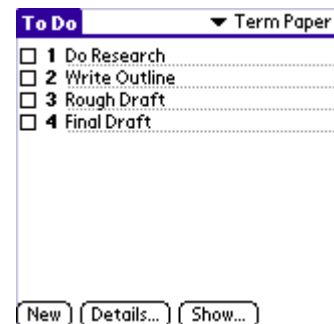 To Do Term Paper
1 Do Research
2 Write Outline
3 Rough Draft
4 Final Draft
New Details... Show...